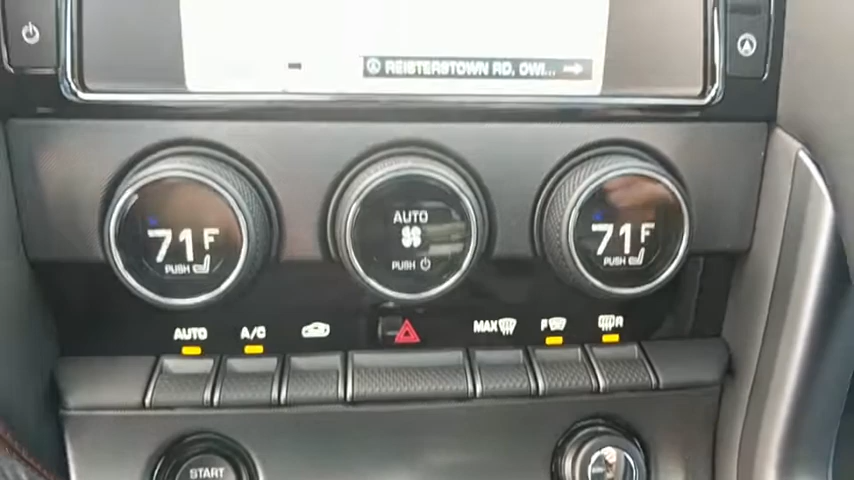 REISTERSTOWN RD, OWI...
71 F
PUSH
AUTO
PUSH
71 F
PUSH
AUTO
A/C
MAX
F
R
START